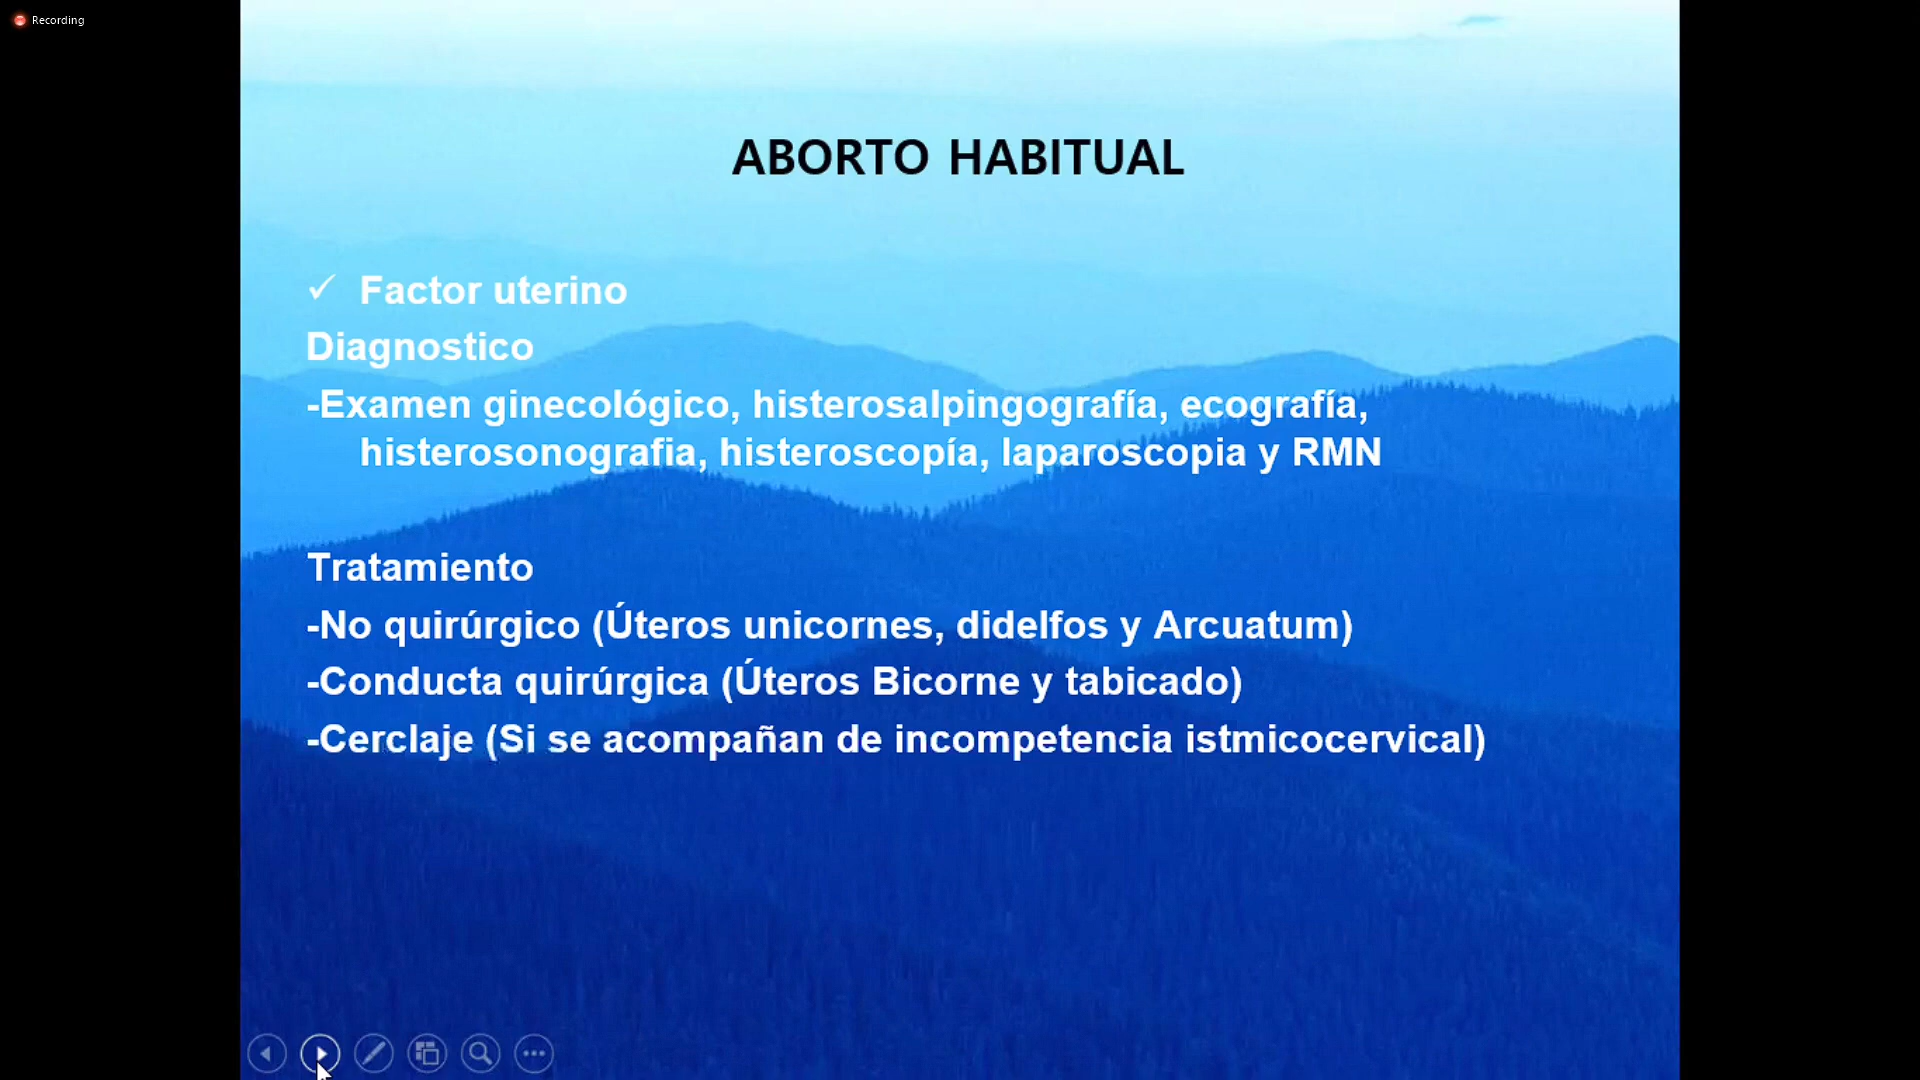 Recording
ABORTO HABITUAL
✓ Factor uterino
Diagnostico
-Examen ginecológico, histerosalpingografía, ecografía,
histerosonografia, histeroscopía, laparoscopia y RMN
Tratamiento
-No quirúrgico (Úteros unicornes, didelfos y Arcuatum)
-Conducta quirúrgica (Úteros Bicorne y tabicado)
-Cerclaje (Si se acompañan de incompetencia istmicocervical)